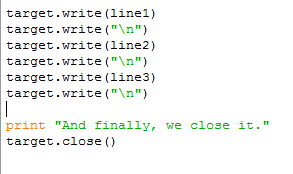 target.write(line1)
target.write("\n")
target.write(line2)
target.write("\n")
target.write(line3)
target.write("\n")
print "And finally, we close it."
target.close()